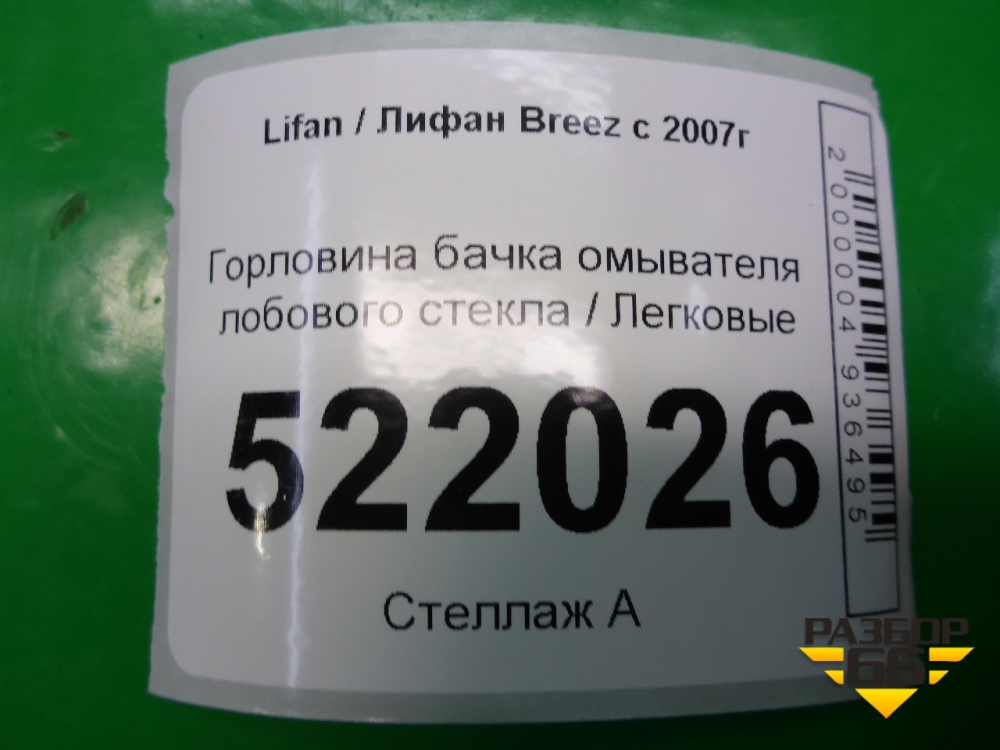 Lifan / Лифан Breez с 2007г
Горловина бачка омывателя
лобового стекла / Легковые
522026
Стеллаж А
2000004936495
РАЗБОР
66